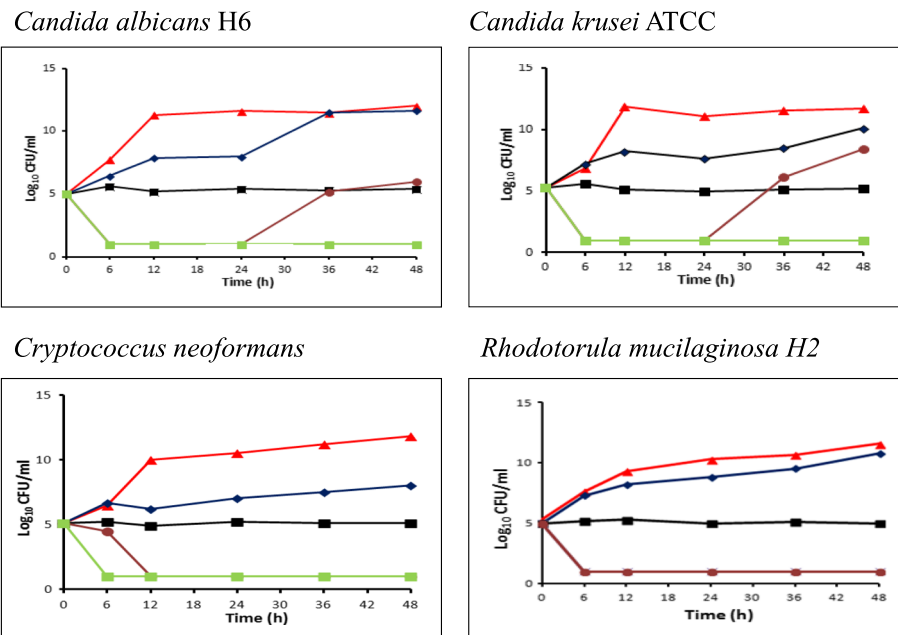 Candida albicans H6
Candida krusei ATCC
15
10
5
0
Log10 CFU/ml
0 6 12 18 24 30 36 42 48
Time (h)
15
10
5
0
Log10 CFU/ml
0 6 12 18 24 30 36 42 48
Time (h)
Cryptococcus neoformans
Rhodotorula mucilaginosa H2
15
10
5
0
Log10 CFU/ml
0 6 12 18 24 30 36 42 48
Time (h)
15
10
5
0
Log10 CFU/ml
0 6 12 18 24 30 36 42 48
Time (h)